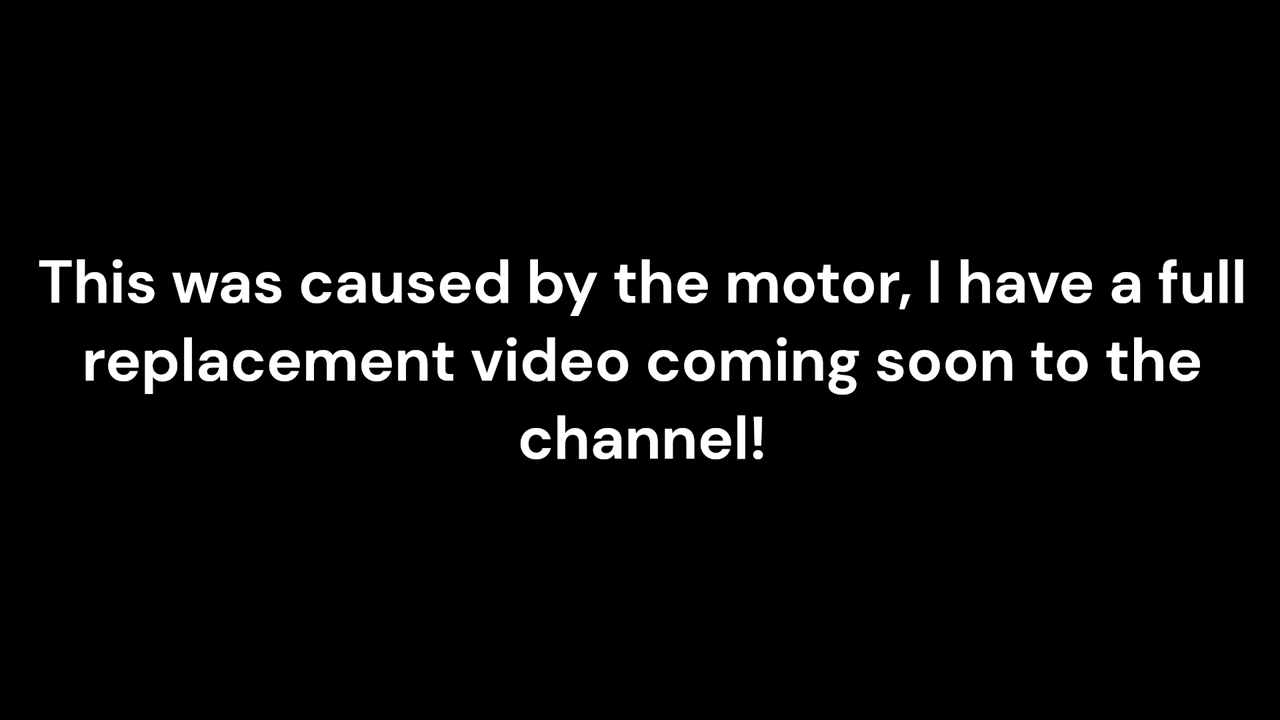 This was caused by the motor, I have a full
replacement video coming soon to the
channel!